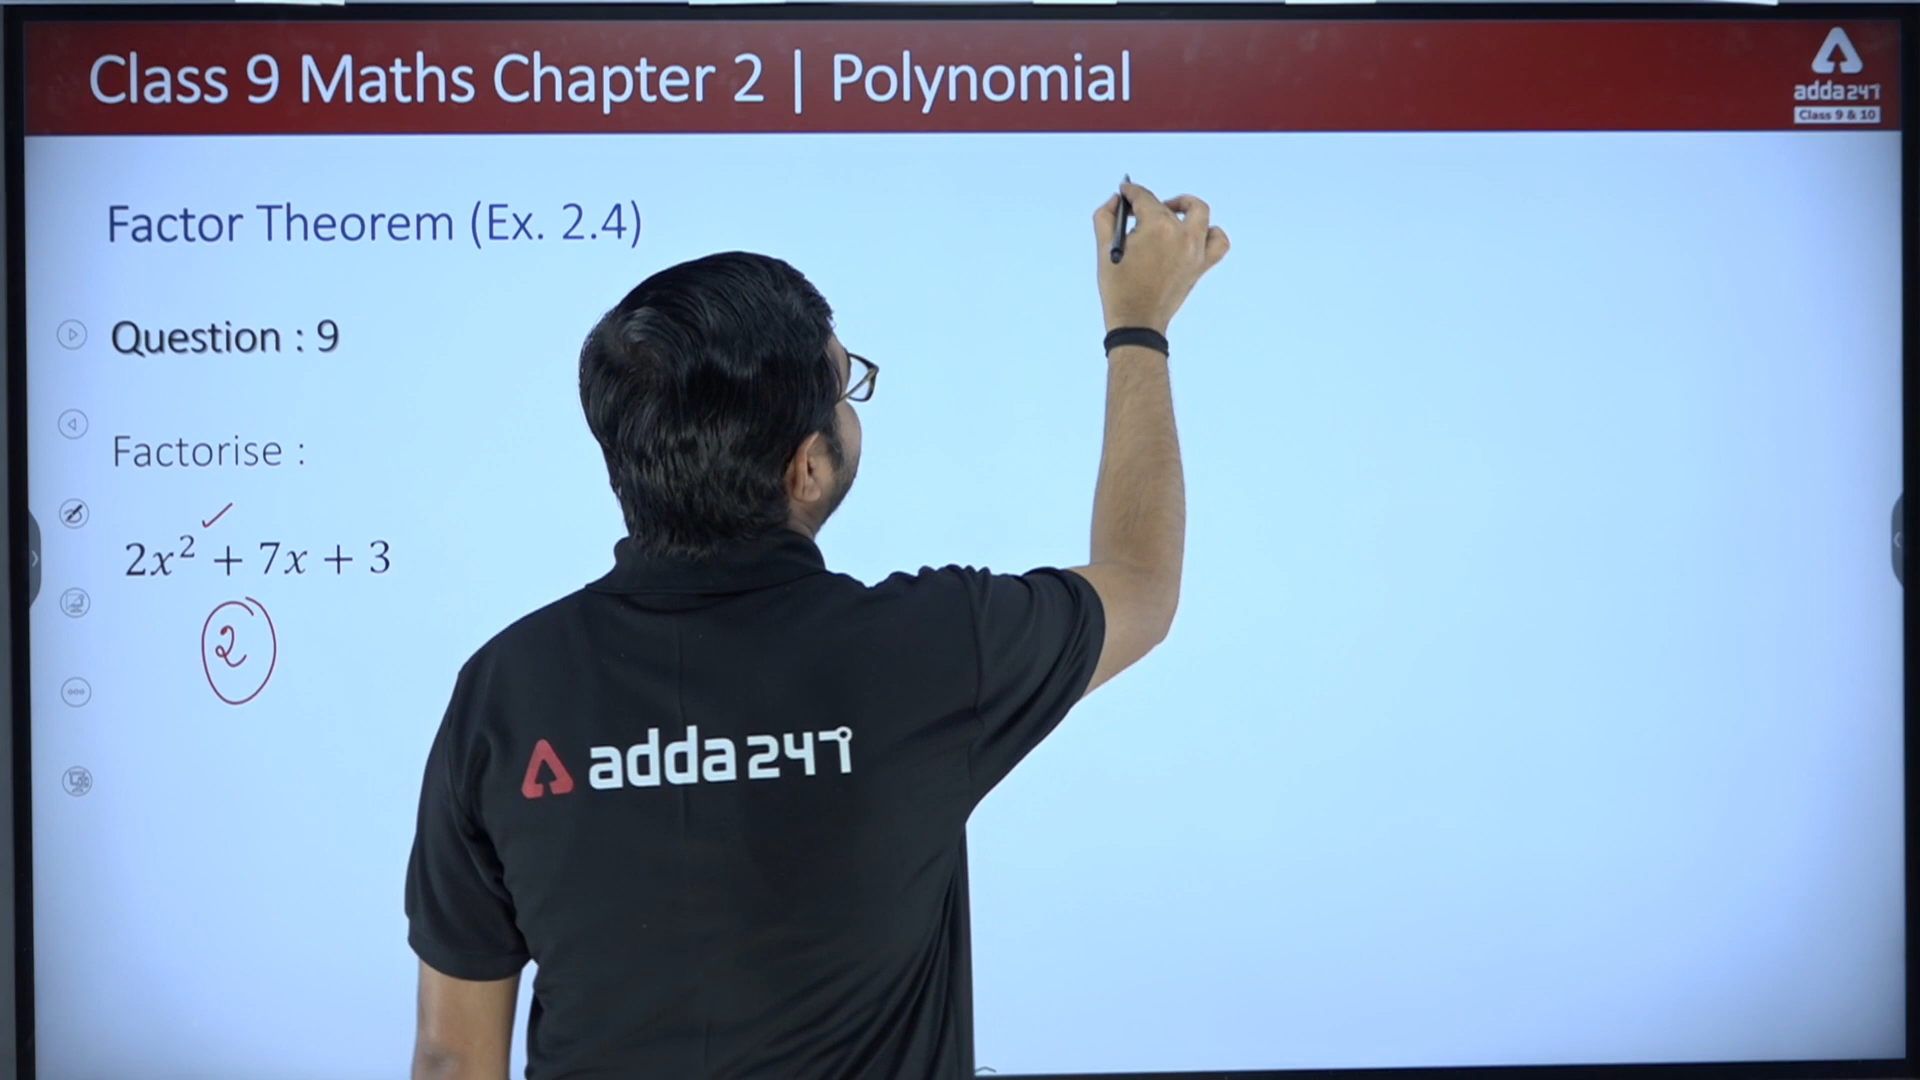 Class 9 Maths Chapter 2 | Polynomial
adda247
Class 9 & 10
Factor Theorem (Ex. 2.4)
Question : 9
Factorise :
2x² + 7x + 3
2
adda247